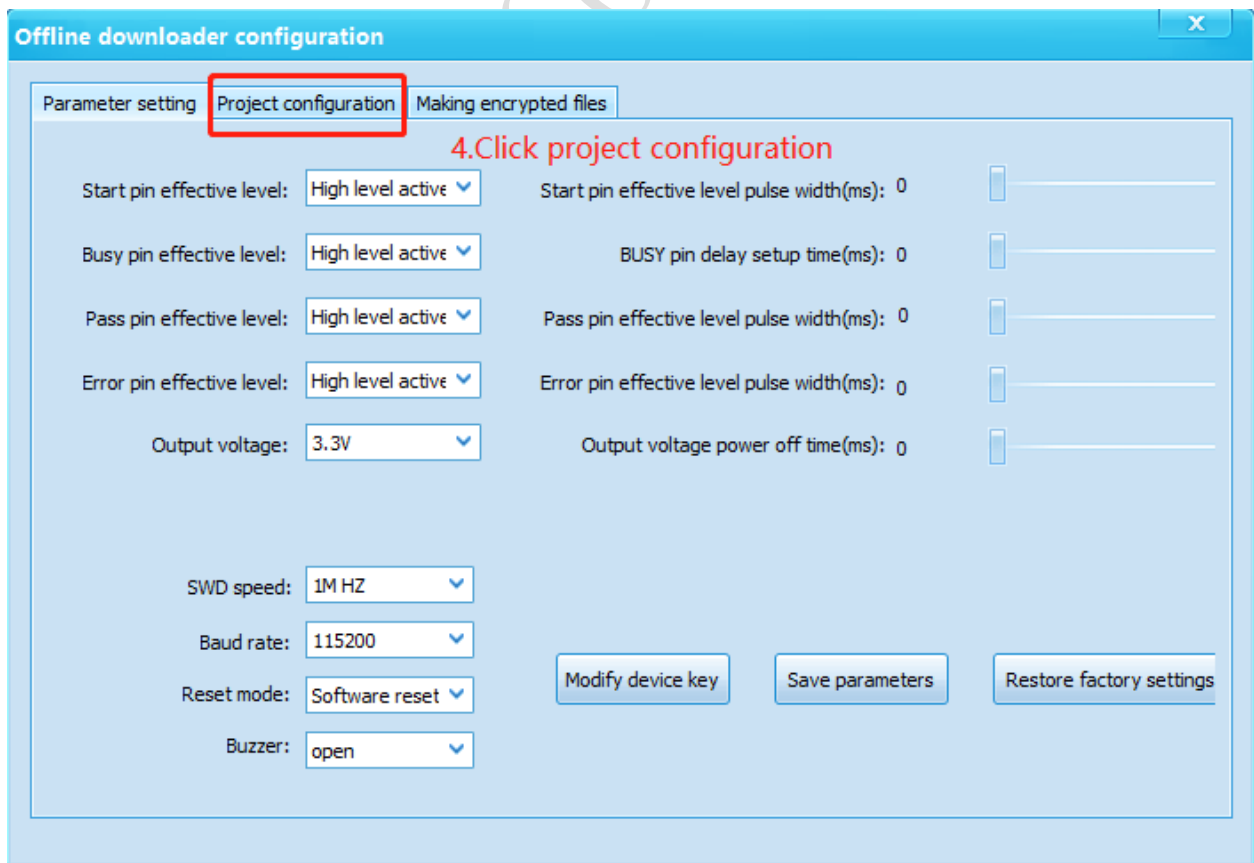 Offline downloader configuration
x
Parameter setting Project configuration Making encrypted files
4.Click project configuration
Start pin effective level: High level active Start pin effective level pulse width(ms): 0
Busy pin effective level: High level active BUSY pin delay setup time(ms): 0
Pass pin effective level: High level active Pass pin effective level pulse width(ms): 0
Error pin effective level: High level active Error pin effective level pulse width(ms): 0
Output voltage: 3.3V Output voltage power off time(ms): 0
SWD speed: 1M HZ
Baud rate: 115200
Reset mode: Software reset
Modify device key Save parameters Restore factory settings
Buzzer: open